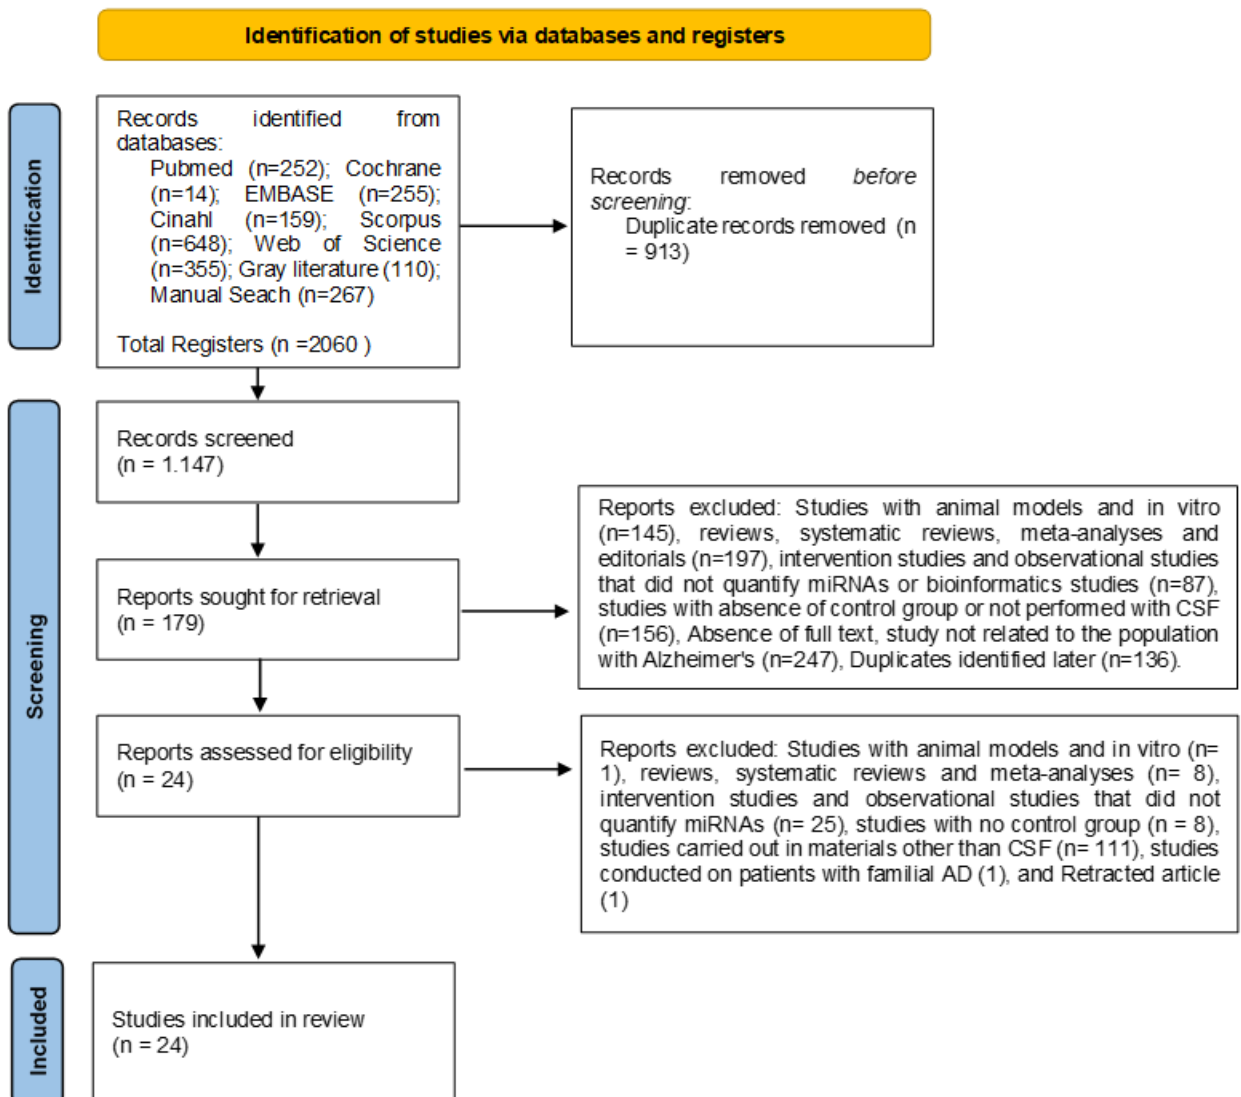 Identification of studies via databases and registers
Identification
Records identified from
databases:
Pubmed (n=252); Cochrane
(n=14); EMBASE (n=255);
Cinahl (n=159); Scorpus
(n=648); Web of Science
(n=355); Gray literature (110);
Manual Seach (n=267)
Total Registers (n =2060 )
Records removed before
screening:
Duplicate records removed (n
= 913)
Screening
Records screened
(n = 1.147)
Reports sought for retrieval
(n = 179)
Reports excluded: Studies with animal models and in vitro
(n=145), reviews, systematic reviews, meta-analyses and
editorials (n=197), intervention studies and observational studies
that did not quantify miRNAs or bioinformatics studies (n=87),
studies with absence of control group or not performed with CSF
(n=156), Absence of full text, study not related to the population
with Alzheimer's (n=247), Duplicates identified later (n=136).
Reports assessed for eligibility
(n = 24)
Reports excluded: Studies with animal models and in vitro (n=
1), reviews, systematic reviews and meta-analyses (n= 8),
intervention studies and observational studies that did not
quantify miRNAs (n= 25), studies with no control group (n = 8),
studies carried out in materials other than CSF (n= 111), studies
conducted on patients with familial AD (1), and Retracted article
(1)
Included
Studies included in review
(n = 24)